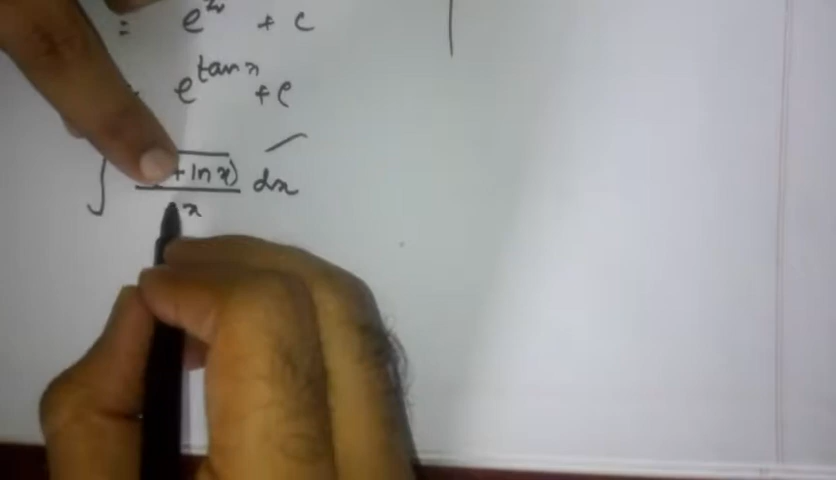 = e^z + c
e^tan x + c
∫ + ln x) / x dx